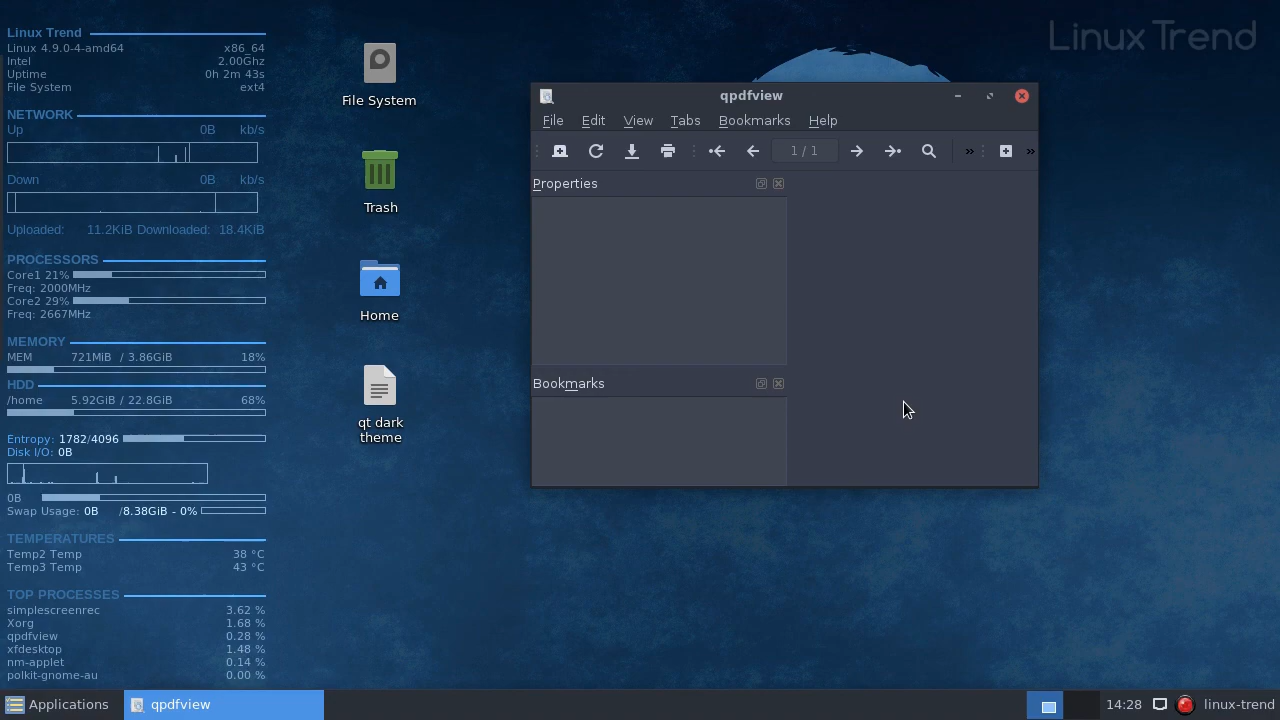 Linux Trend
Linux 4.9.0-4-amd64 x86_64
Intel 2.00Ghz
Uptime 0h 2m 43s
File System ext4
NETWORK
Up 0B kb/s
Down 0B kb/s
Uploaded: 11.2KiB Downloaded: 18.4KiB
PROCESSORS
Core1 21%
Freq: 2000MHz
Core2 29%
Freq: 2667MHz
MEMORY
MEM 721MiB / 3.86GiB 18%
HDD
/home 5.92GiB / 22.8GiB 68%
Entropy: 1782/4096
Disk I/O: 0B
0B
Swap Usage: 0B /8.38GiB - 0%
TEMPERATURES
Temp2 Temp 38 °C
Temp3 Temp 43 °C
TOP PROCESSES
simplescreenrec 3.62 %
Xorg 1.68 %
qpdfview 0.28 %
xfdesktop 1.48 %
nm-applet 0.14 %
polkit-gnome-au 0.00 %
File System
Trash
Home
qt dark
theme
Linux Trend
qpdfview
File Edit View Tabs Bookmarks Help
1 / 1
Properties
Bookmarks
Applications
qpdfview
14:28
linux-trend